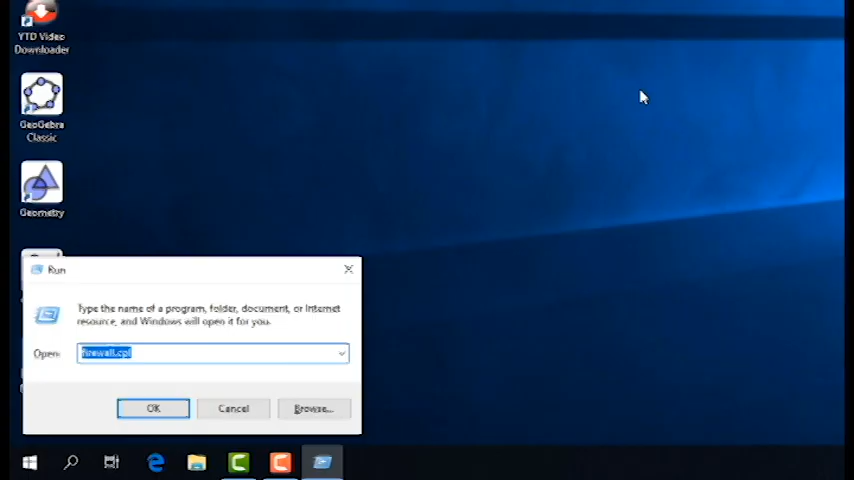 YTD Video
Downloader
GeoGebra
Classic
Geometry
Run
Type the name of a program, folder, document, or Internet
resource, and Windows will open it for you.
Open:
firewall.cpl
OK
Cancel
Browse...